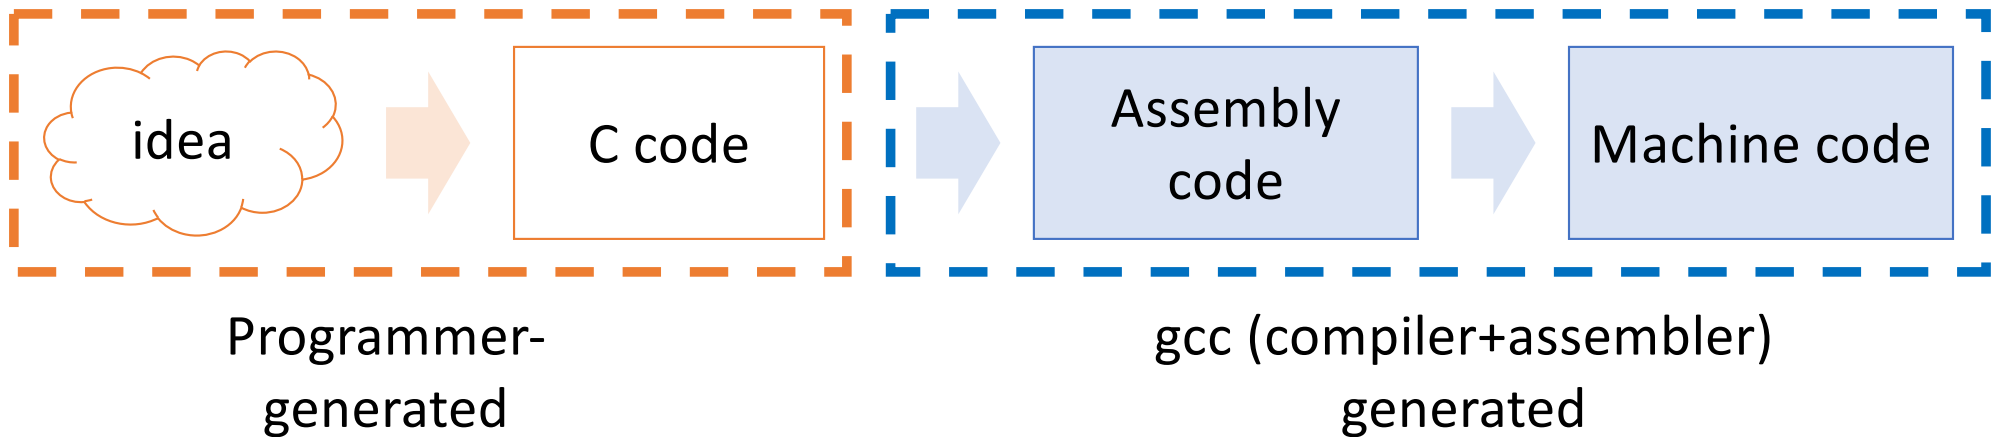 idea
C code
Assembly
code
Machine code
Programmer-
generated
gcc (compiler+assembler)
generated